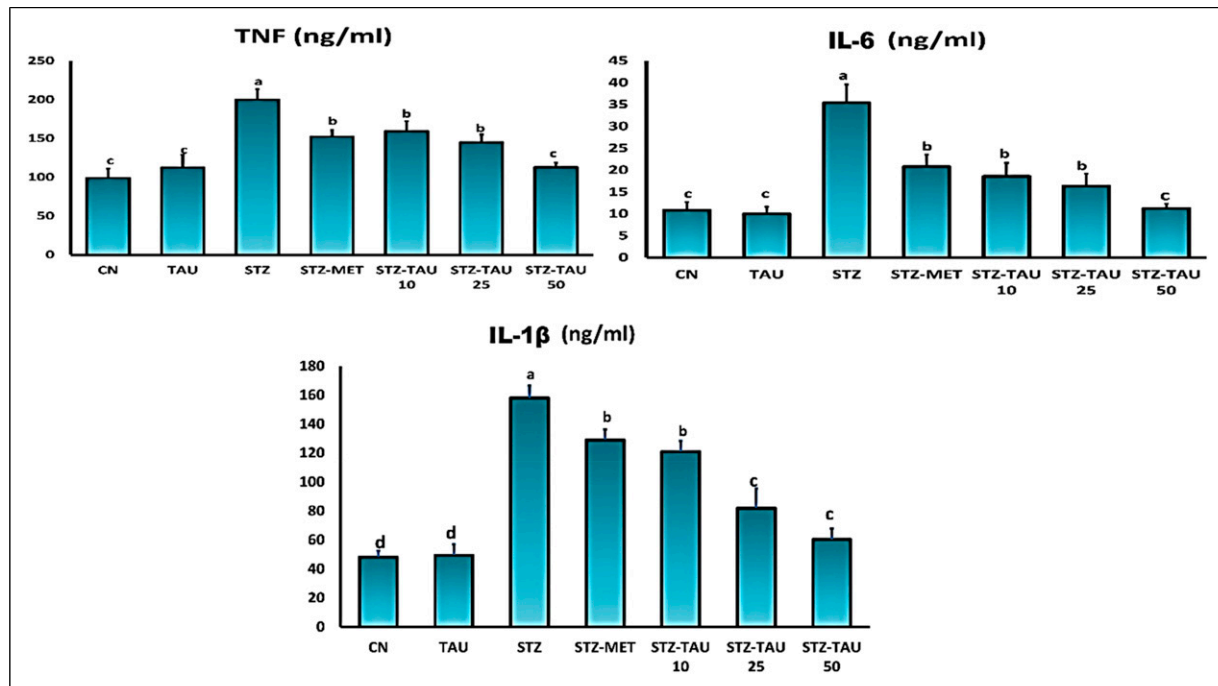 TNF (ng/ml)
250
200
150
100
50
0
c
c
a
b
b
b
c
CN TAU STZ STZ-MET STZ-TAU STZ-TAU STZ-TAU
10 25 50
IL-6 (ng/ml)
45
40
35
30
25
20
15
10
5
0
c
c
a
b
b
b
c
CN TAU STZ STZ-MET STZ-TAU STZ-TAU STZ-TAU
10 25 50
IL-1β (ng/ml)
180
160
140
120
100
80
60
40
20
0
d
d
a
b
b
c
c
CN TAU STZ STZ-MET STZ-TAU STZ-TAU STZ-TAU
10 25 50